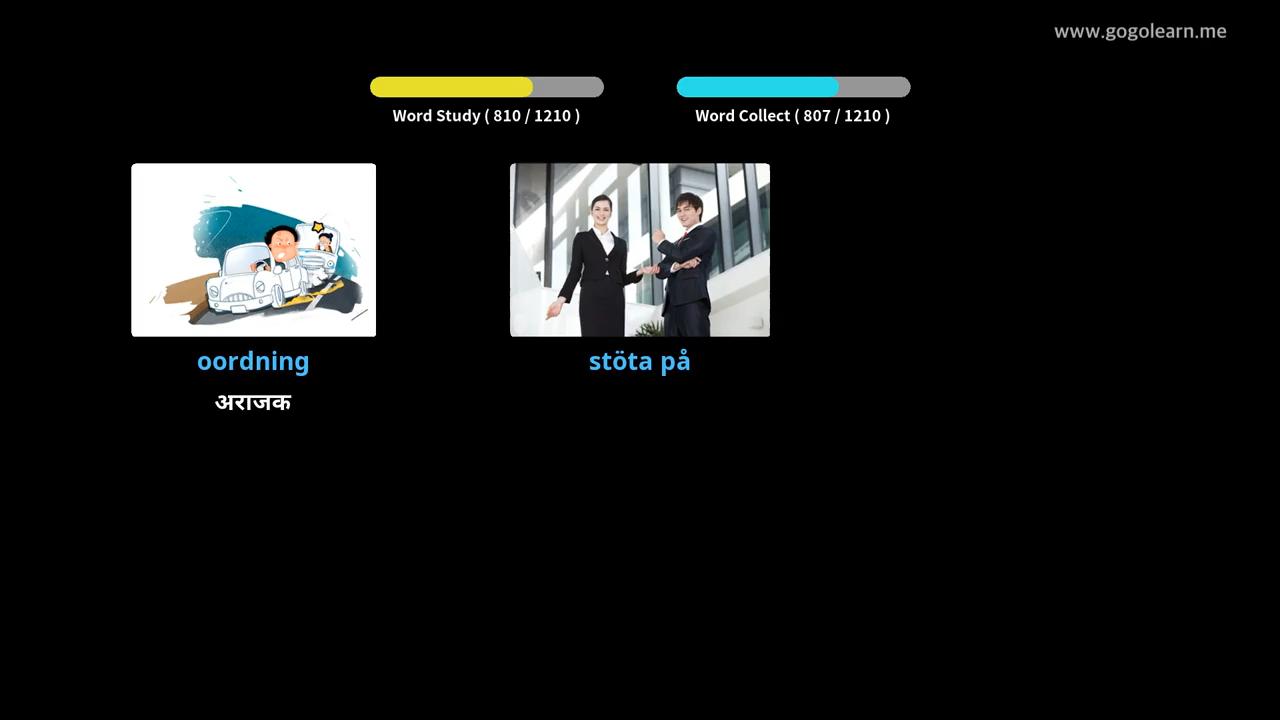 www.gogolearn.me
Word Study ( 810 / 1210 )
Word Collect ( 807 / 1210 )
oordning
stöta på
अराजक